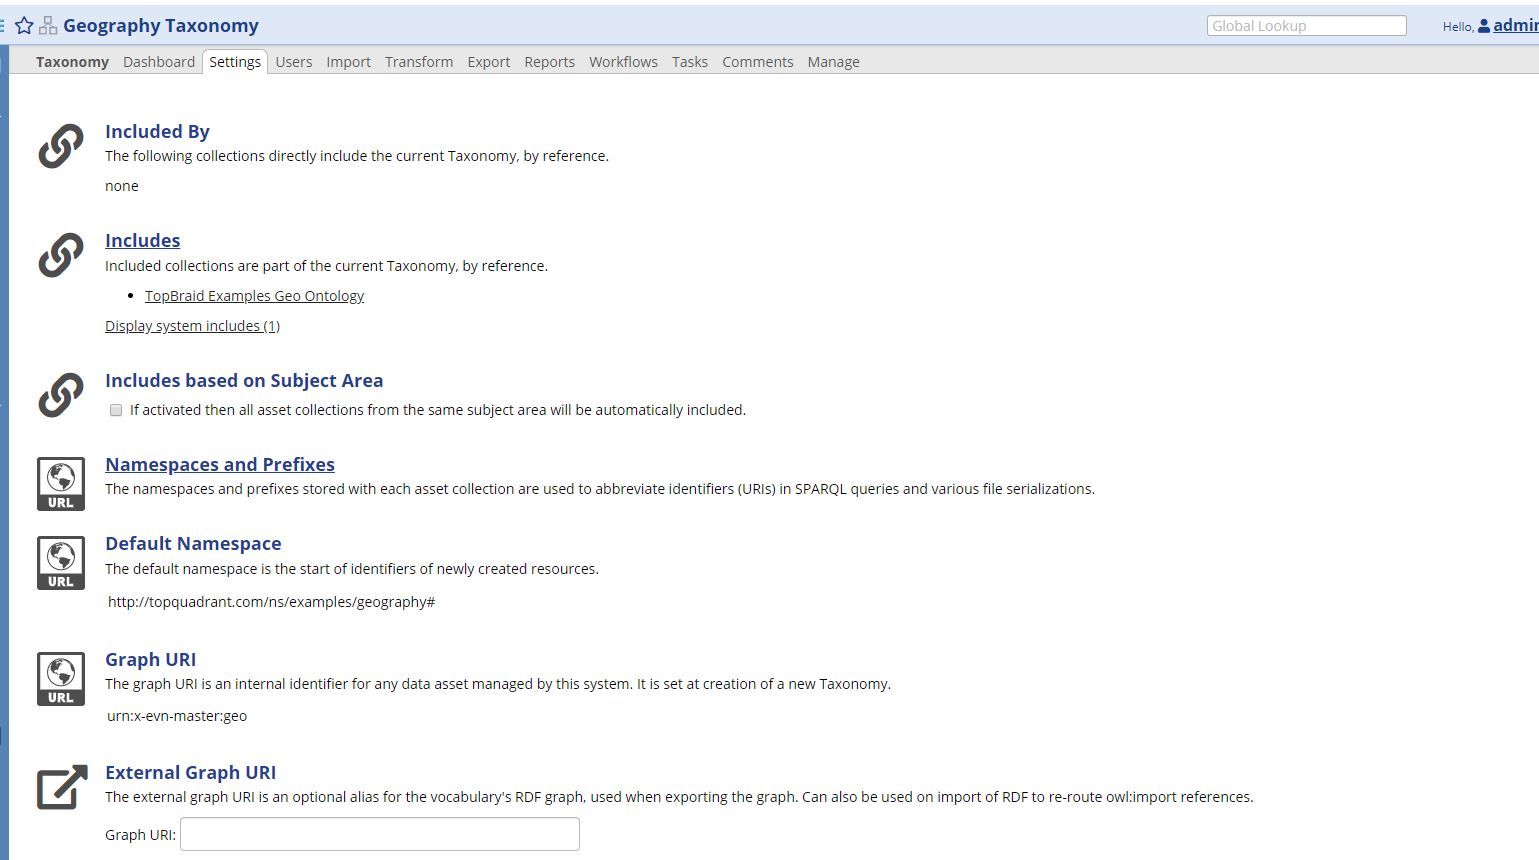 Geography Taxonomy
Global Lookup
Hello, admin
Taxonomy Dashboard Settings Users Import Transform Export Reports Workflows Tasks Comments Manage
Included By
The following collections directly include the current Taxonomy, by reference.
none
Includes
Included collections are part of the current Taxonomy, by reference.
TopBraid Examples Geo Ontology
Display system includes (1)
Includes based on Subject Area
If activated then all asset collections from the same subject area will be automatically included.
URL
Namespaces and Prefixes
The namespaces and prefixes stored with each asset collection are used to abbreviate identifiers (URIs) in SPARQL queries and various file serializations.
URL
Default Namespace
The default namespace is the start of identifiers of newly created resources.
http://topquadrant.com/ns/examples/geography#
URL
Graph URI
The graph URI is an internal identifier for any data asset managed by this system. It is set at creation of a new Taxonomy.
urn:x-evn-master:geo
External Graph URI
The external graph URI is an optional alias for the vocabulary's RDF graph, used when exporting the graph. Can also be used on import of RDF to re-route owl:import references.
Graph URI: